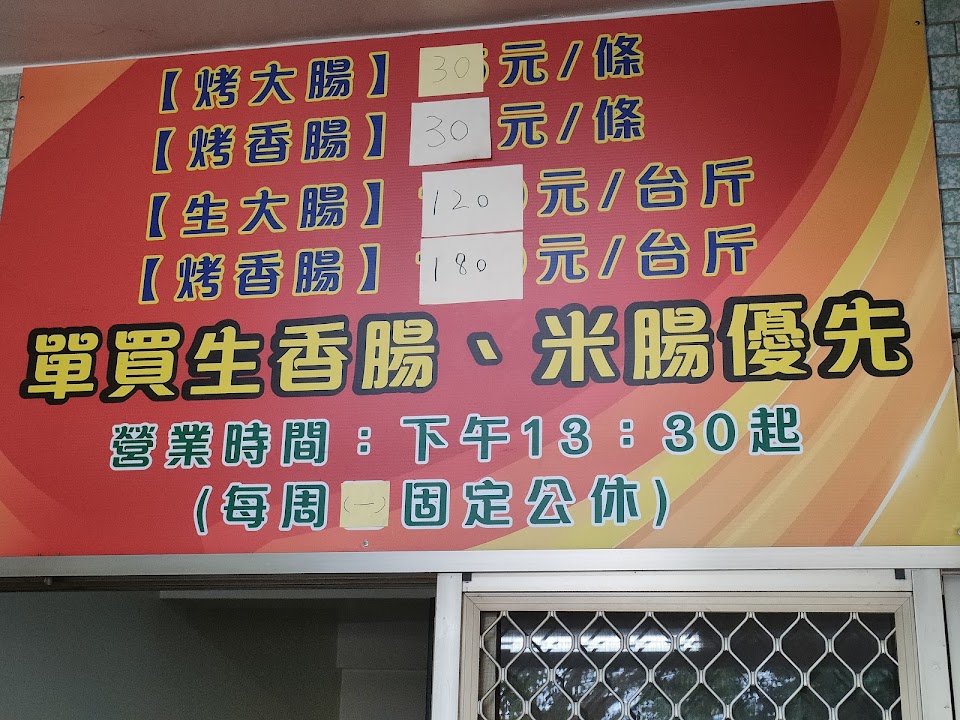 【烤大腸】30元/條
【烤香腸】30元/條
【生大腸】120元/台斤
【烤香腸】180元/台斤
單買生香腸、米腸優先
營業時間：下午13：30起
(每周(一)固定公休)